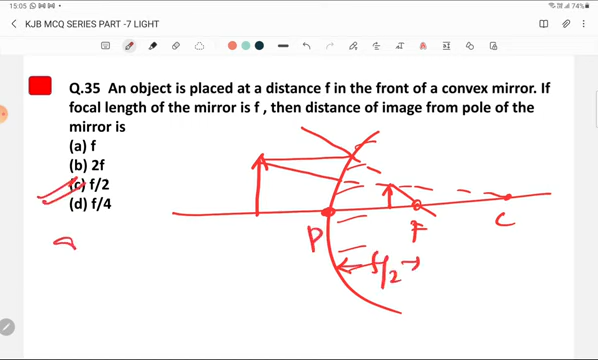 15:05
74%
KJB MCQ SERIES PART -7 LIGHT
Q.35 An object is placed at a distance f in the front of a convex mirror. If
focal length of the mirror is f , then distance of image from pole of the
mirror is
(a) f
(b) 2f
(c) f/2
(d) f/4
P
F
C
f/2